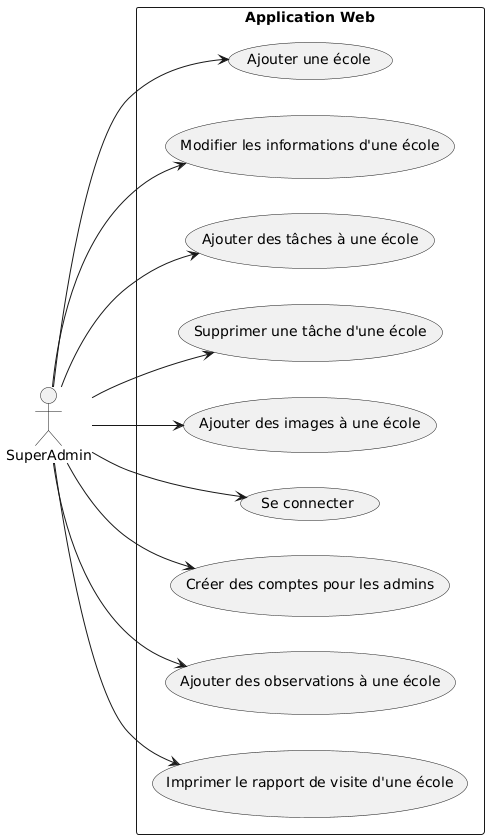 Application Web
Ajouter une école
Modifier les informations d'une école
Ajouter des tâches à une école
Supprimer une tâche d'une école
Ajouter des images à une école
SuperAdmin
Se connecter
Créer des comptes pour les admins
Ajouter des observations à une école
Imprimer le rapport de visite d'une école